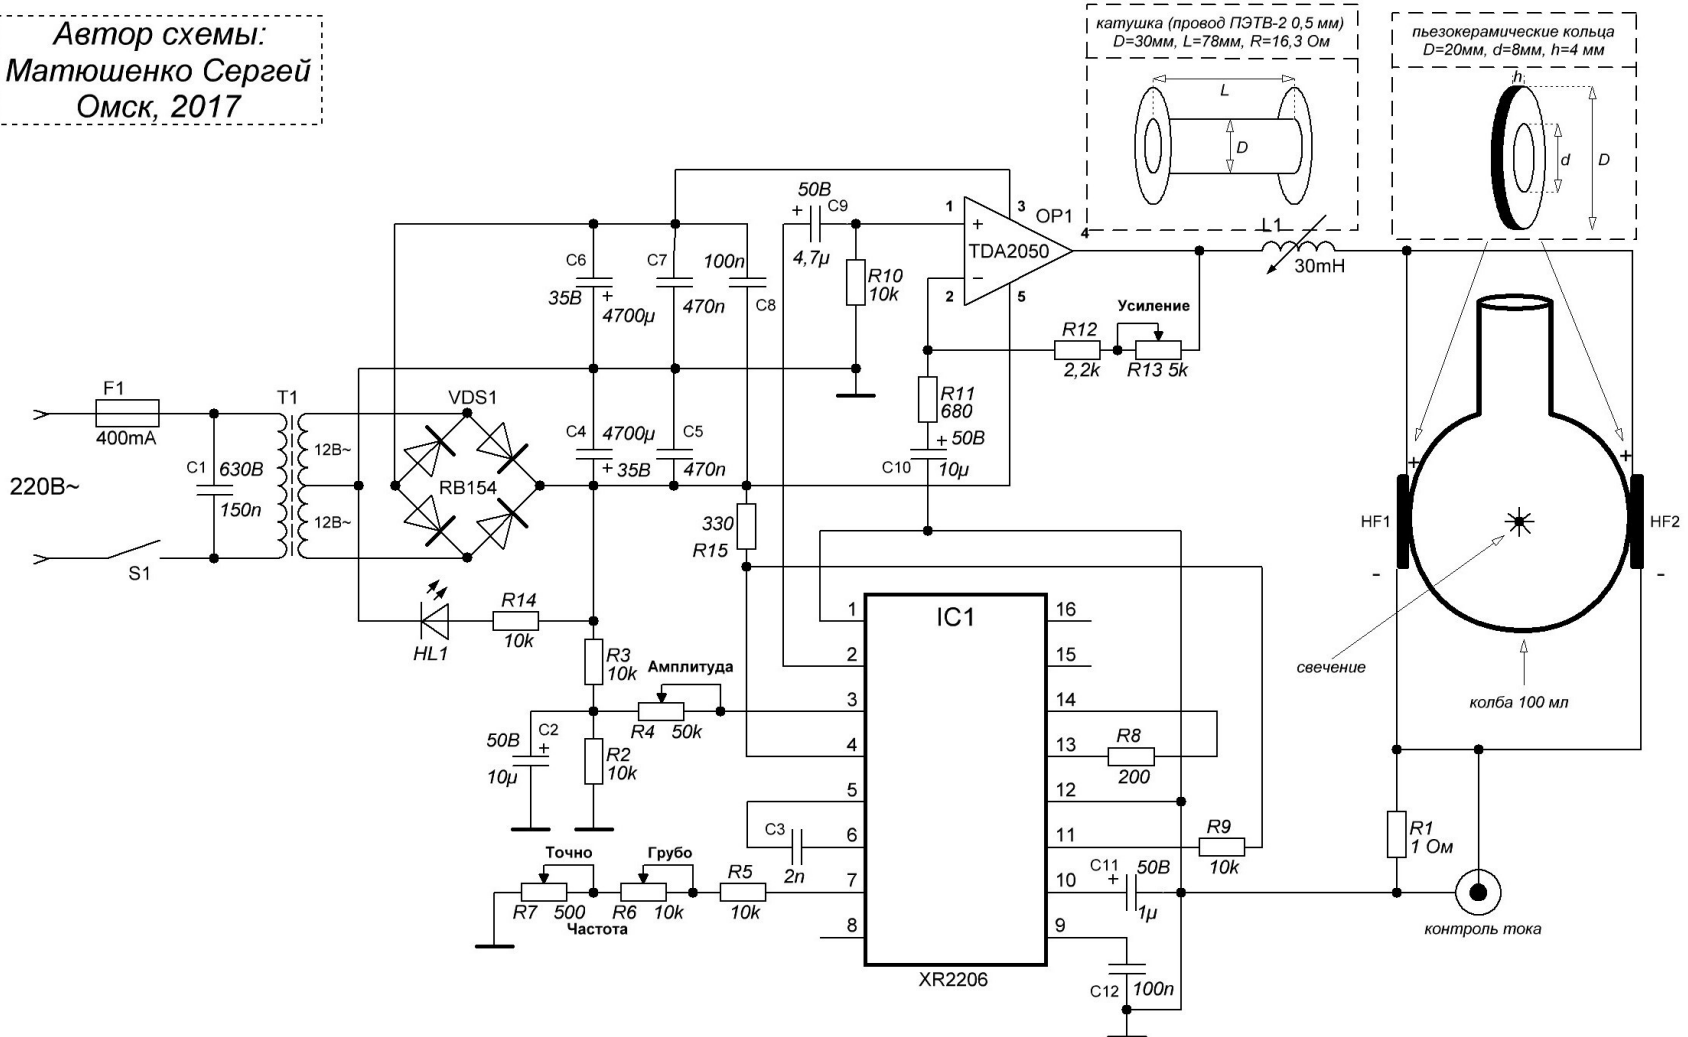 Автор схемы:
Матюшенко Сергей
Омск, 2017
катушка (провод ПЭТВ-2 0,5 мм)
D=30мм, L=78мм, R=16,3 Ом
L
D
пьезокерамические кольца
D=20мм, d=8мм, h=4 мм
h
d
D
220В~
F1
400mA
S1
C1
630В
150n
T1
12В~
12В~
VDS1
RB154
HL1
R14
10k
C6
35В
+
4700µ
C7
470n
100n
C8
C4
4700µ
+
35В
C5
470n
50В
+
C9
4,7µ
R10
10k
1
+
3
OP1
TDA2050
4
−
2
5
L1
30mH
Усиление
R12
2,2k
R13 5k
R11
680
+
50В
C10
10µ
330
R15
R3
10k
Амплитуда
R4
50k
50В
C2
+
10µ
R2
10k
C3
2n
Точно
Грубо
R7
500
R6
10k
R5
10k
Частота
IC1
1
2
3
4
5
6
7
8
16
15
14
13
12
11
10
9
XR2206
R8
200
R9
10k
C11
+
50В
1µ
C12
100n
+
+
HF1
HF2
-
-
свечение
колба 100 мл
R1
1 Ом
контроль тока